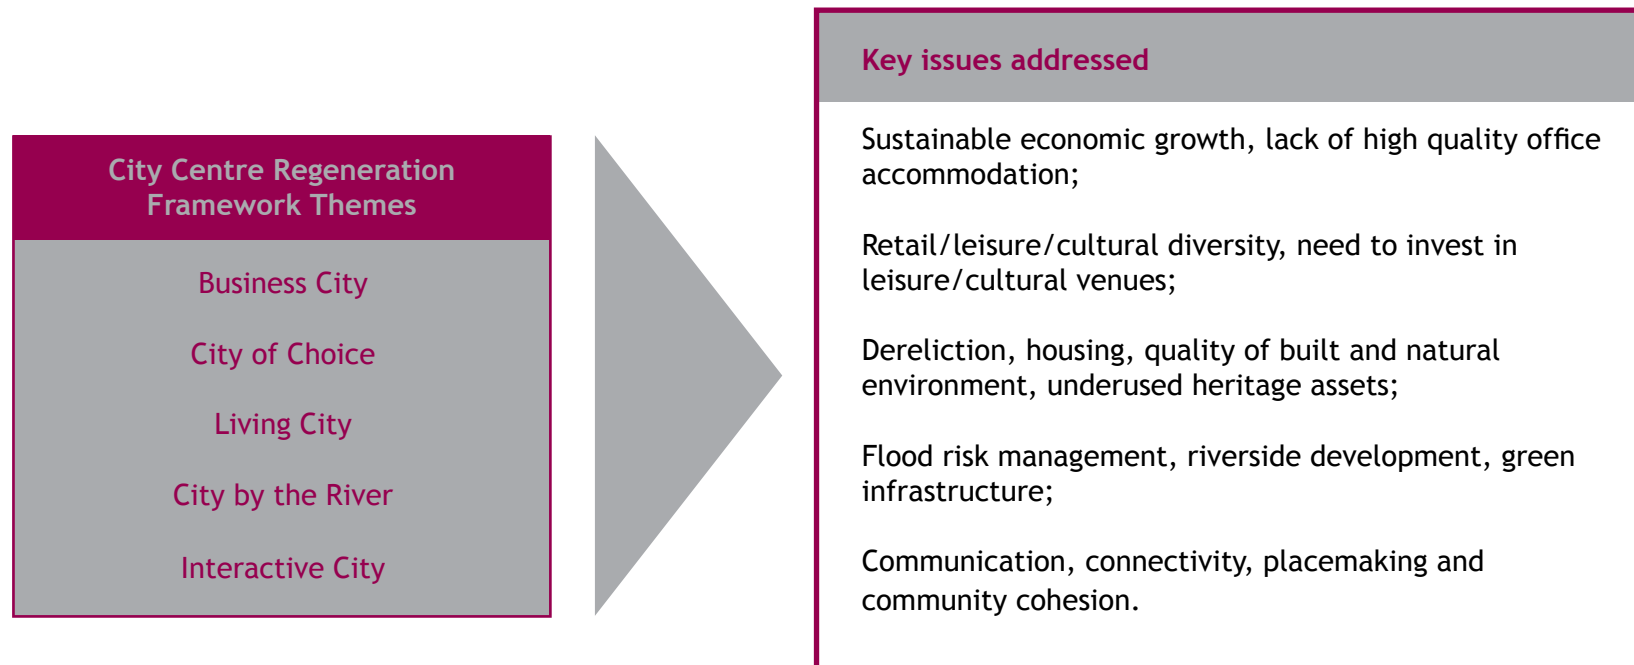 City Centre Regeneration
Framework Themes
Business City
City of Choice
Living City
City by the River
Interactive City
Key issues addressed
Sustainable economic growth, lack of high quality office
accommodation;
Retail/leisure/cultural diversity, need to invest in
leisure/cultural venues;
Dereliction, housing, quality of built and natural
environment, underused heritage assets;
Flood risk management, riverside development, green
infrastructure;
Communication, connectivity, placemaking and
community cohesion.